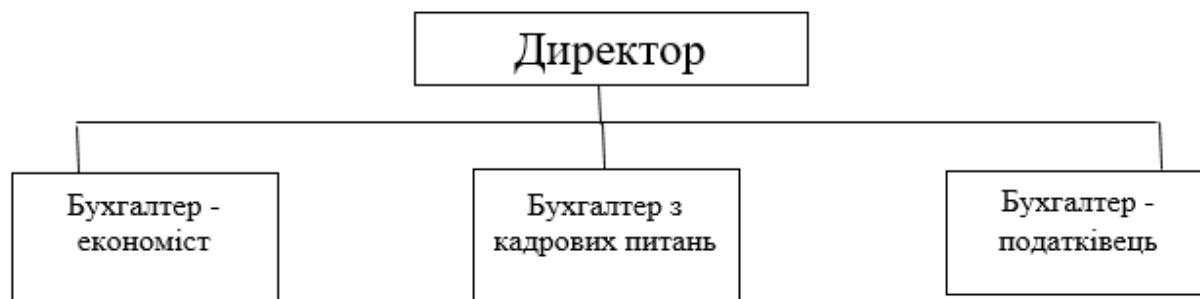 Директор
Бухгалтер -
економіст
Бухгалтер з
кадрових питань
Бухгалтер -
податківець